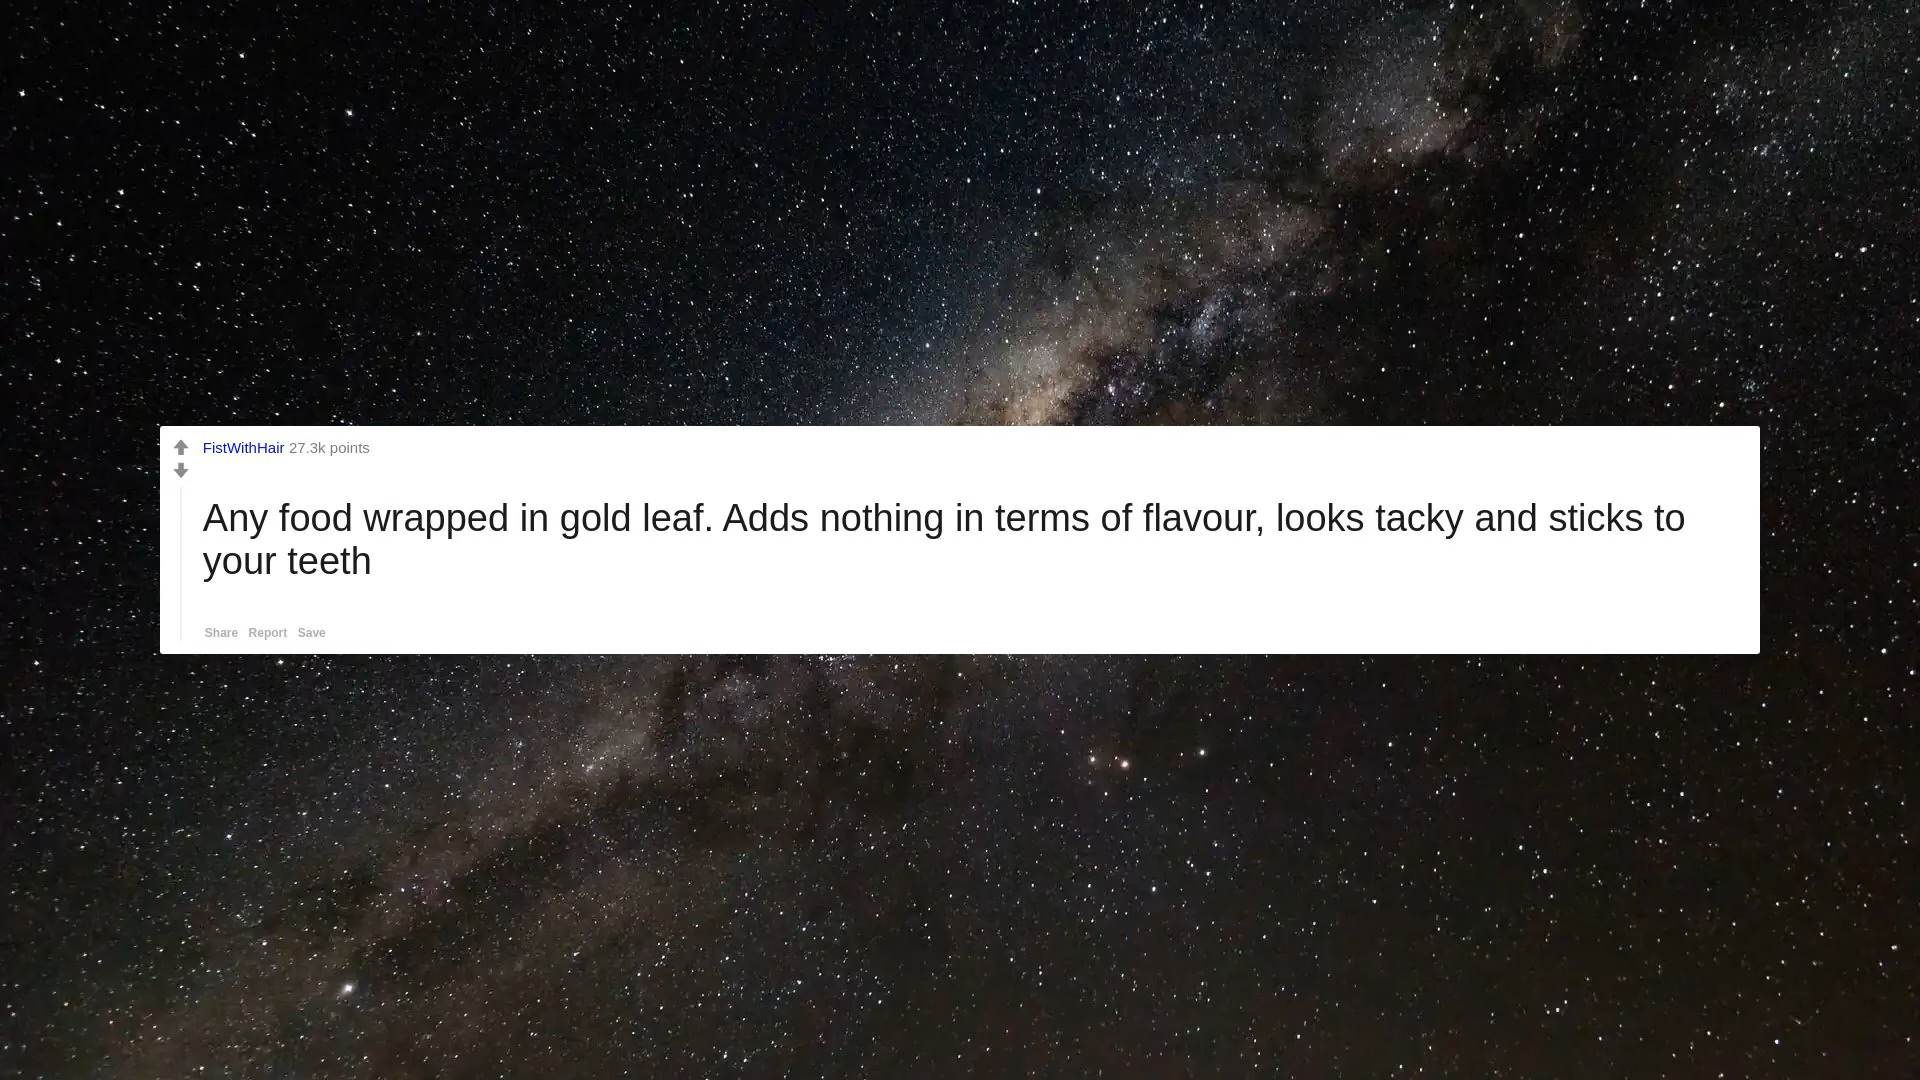 FistWithHair 27.3k points
Any food wrapped in gold leaf. Adds nothing in terms of flavour, looks tacky and sticks to
your teeth
Share Report Save